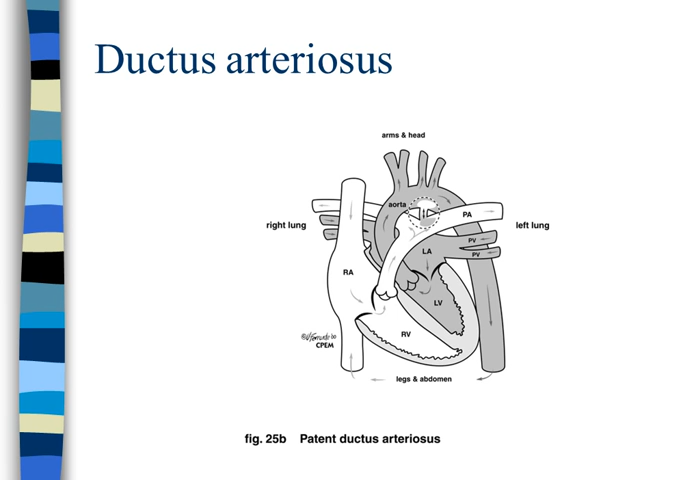 Ductus arteriosus
arms & head
aorta
PA
right lung
left lung
PV
LA
PV
RA
LV
RV
CPEM
legs & abdomen
fig. 25b Patent ductus arteriosus